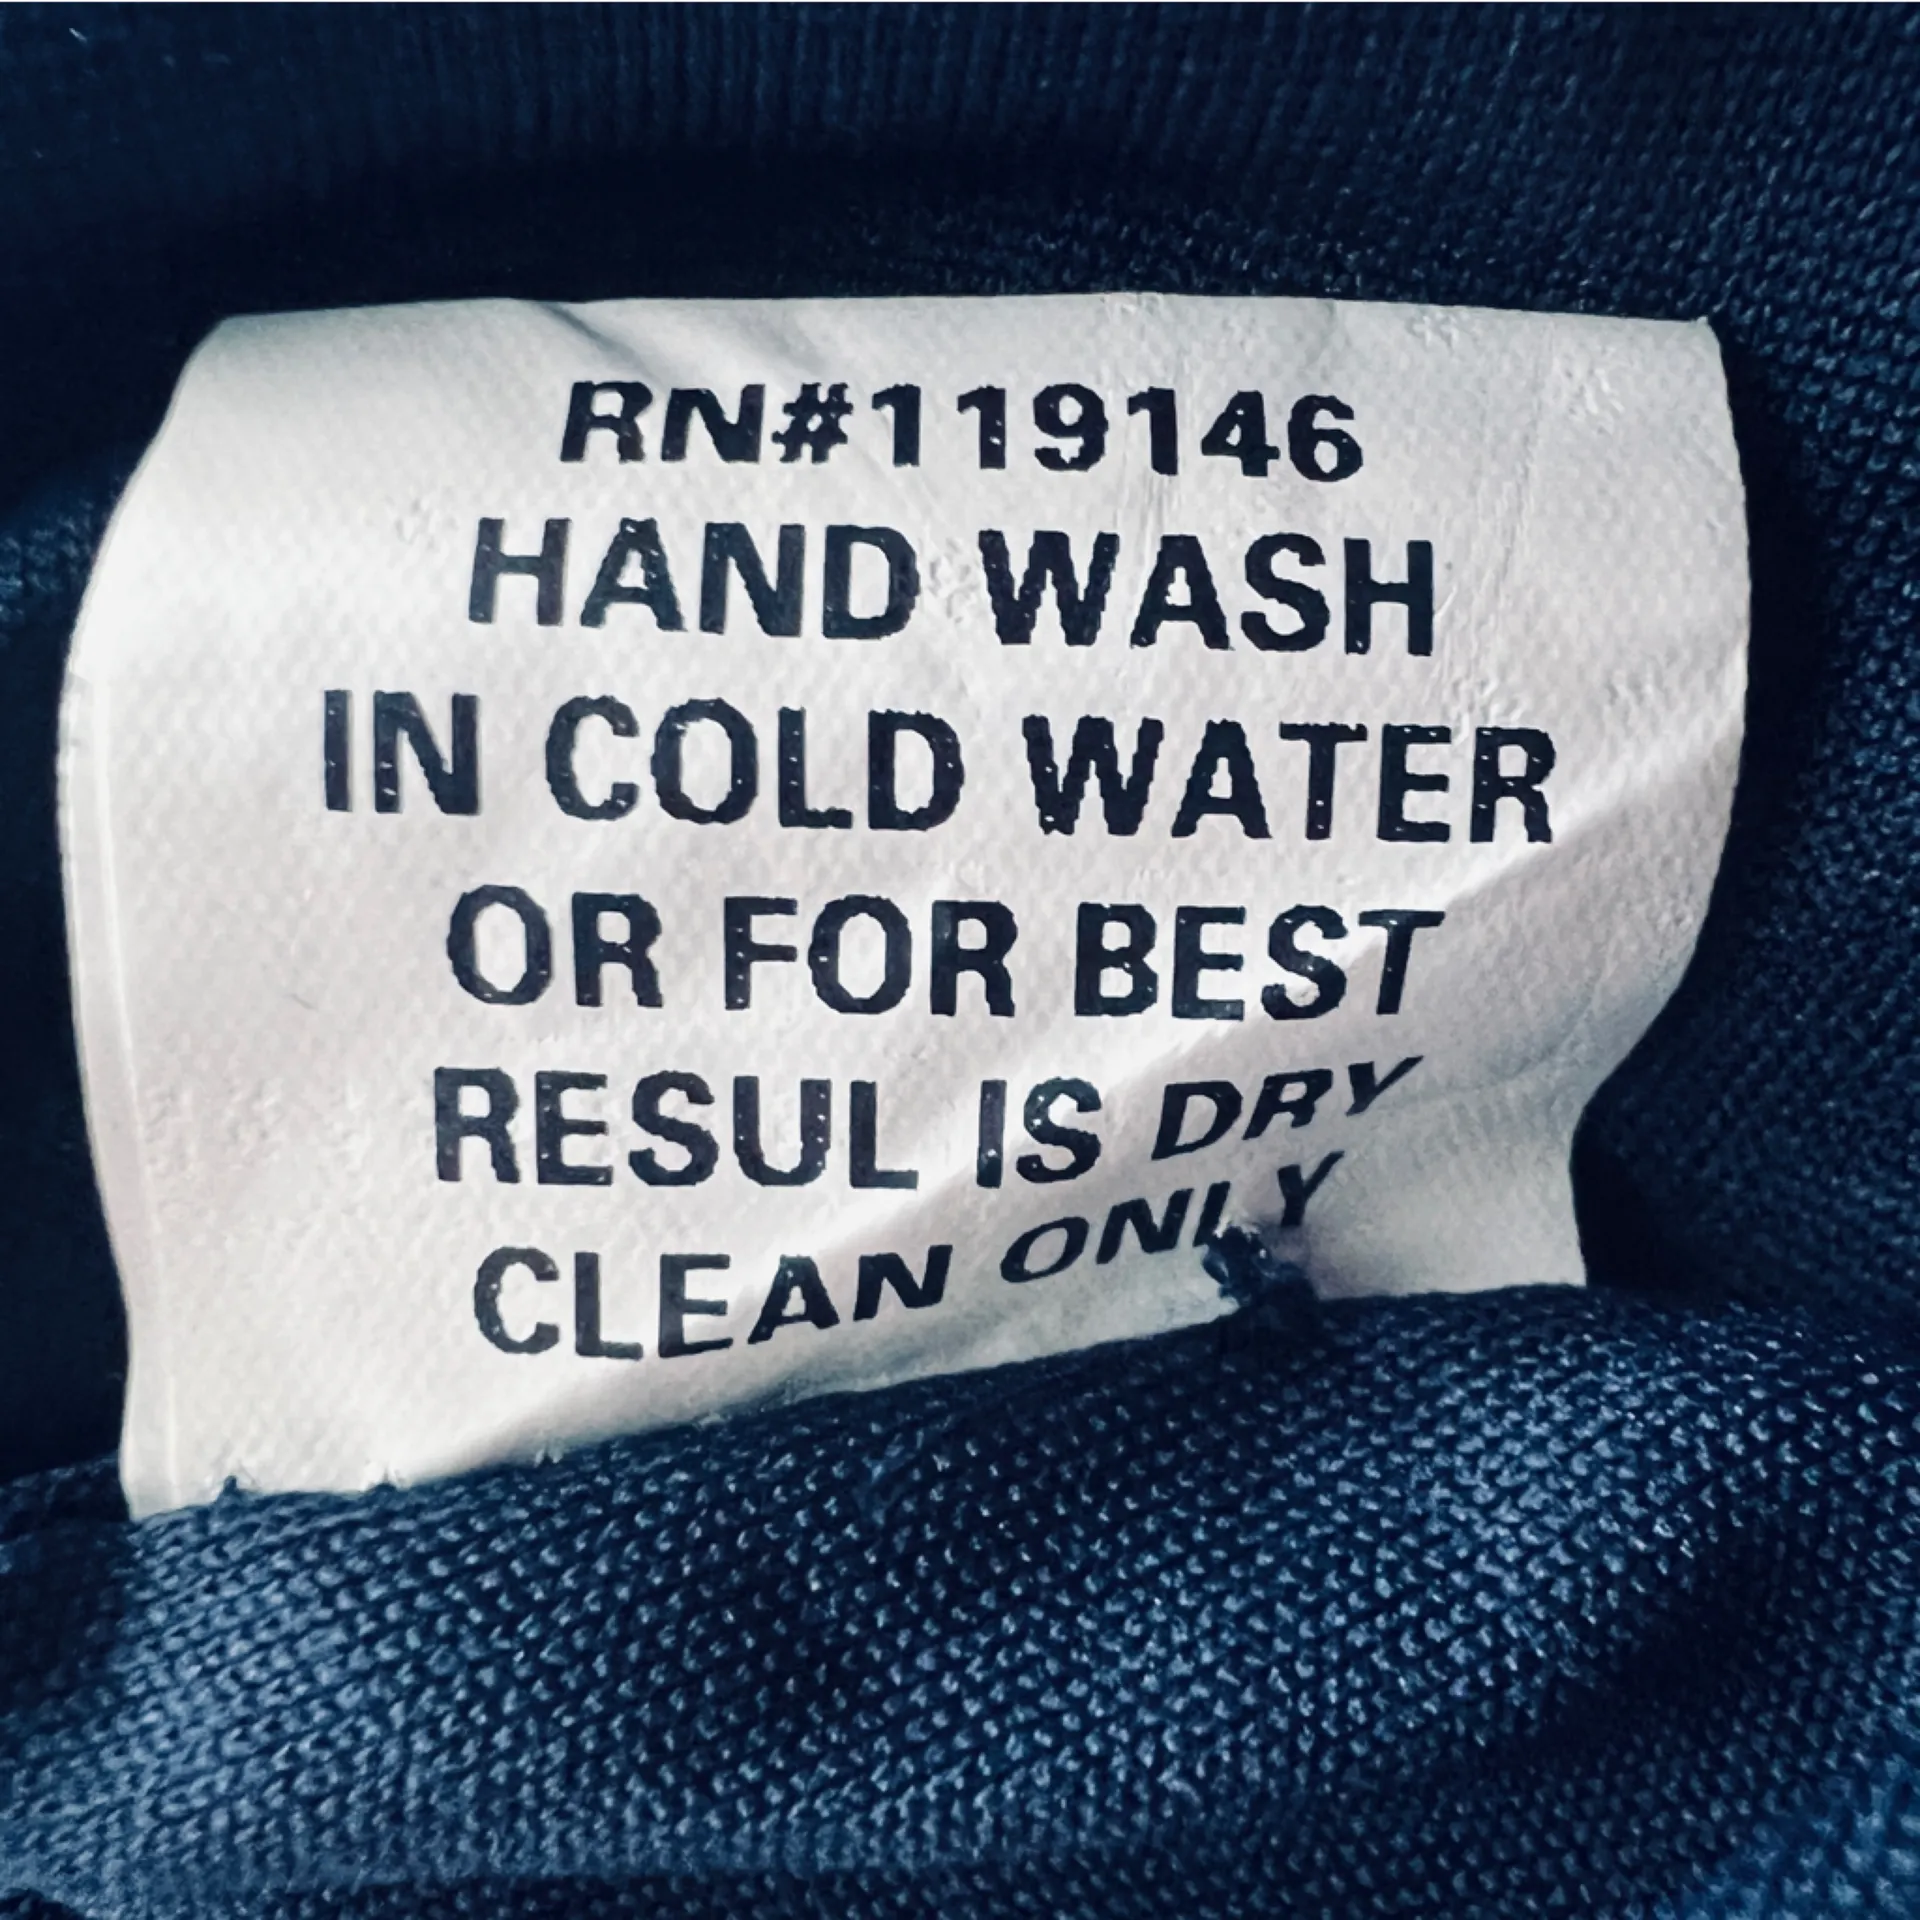 RN#119146
HAND WASH
IN COLD WATER
OR FOR BEST
RESUL IS DRY
CLEAN ONLY